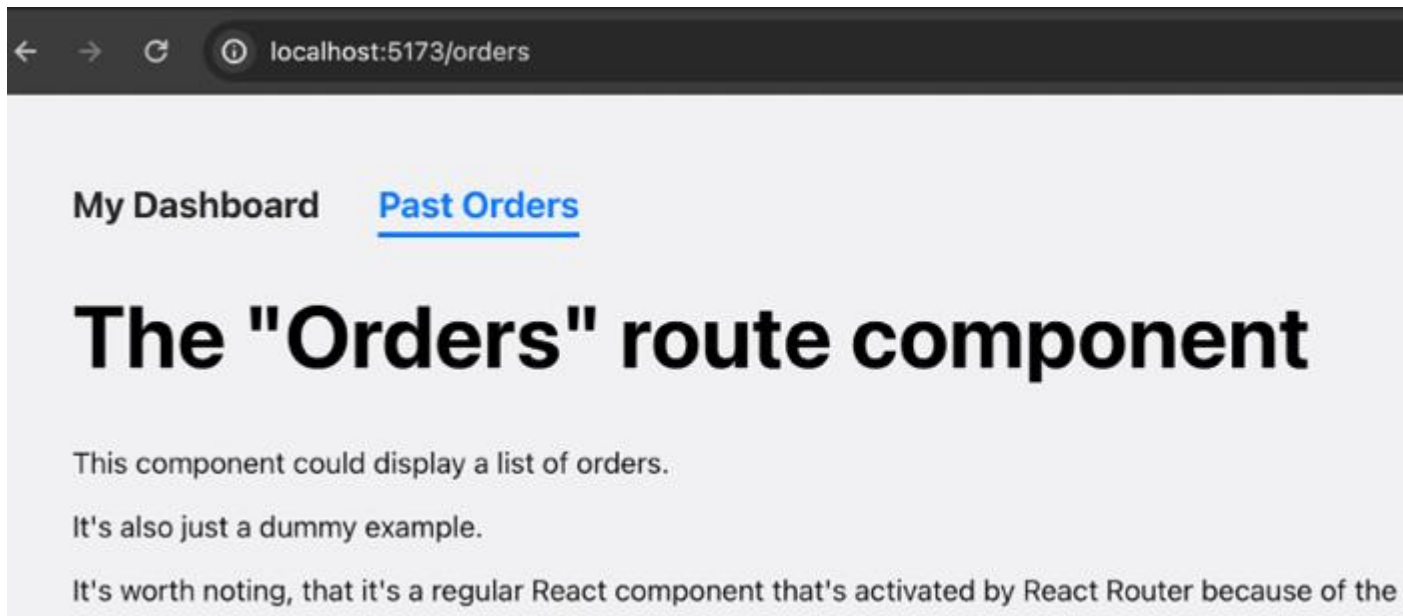 localhost:5173/orders
My Dashboard Past Orders
The "Orders" route component
This component could display a list of orders.
It's also just a dummy example.
It's worth noting, that it's a regular React component that's activated by React Router because of the